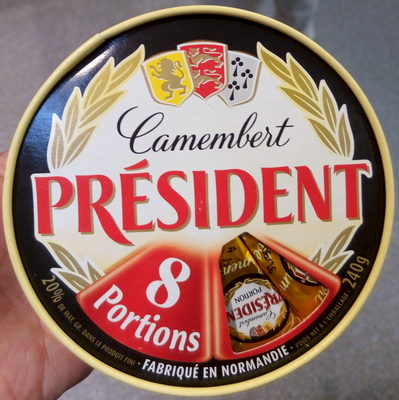 Camembert
PRÉSIDENT
8
Portions
Camembert
PRÉSIDENT
PORTION
20% DE MAT. GR. DANS LE PRODUIT FINI · FABRIQUÉ EN NORMANDIE · POIDS NET À L'EMBALLAGE : 240g